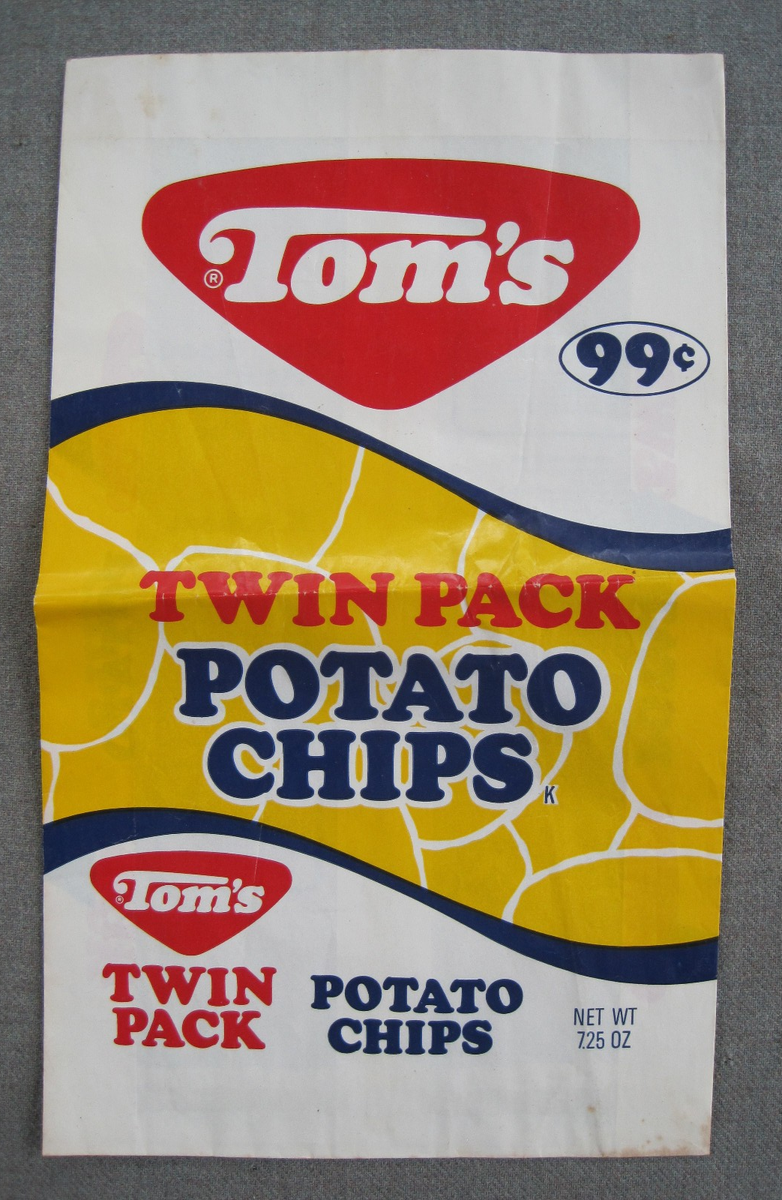 Tom's
®
99¢
TWIN PACK
POTATO
CHIPS
K
Tom's
®
TWIN
PACK
POTATO
CHIPS
NET WT
7.25 OZ